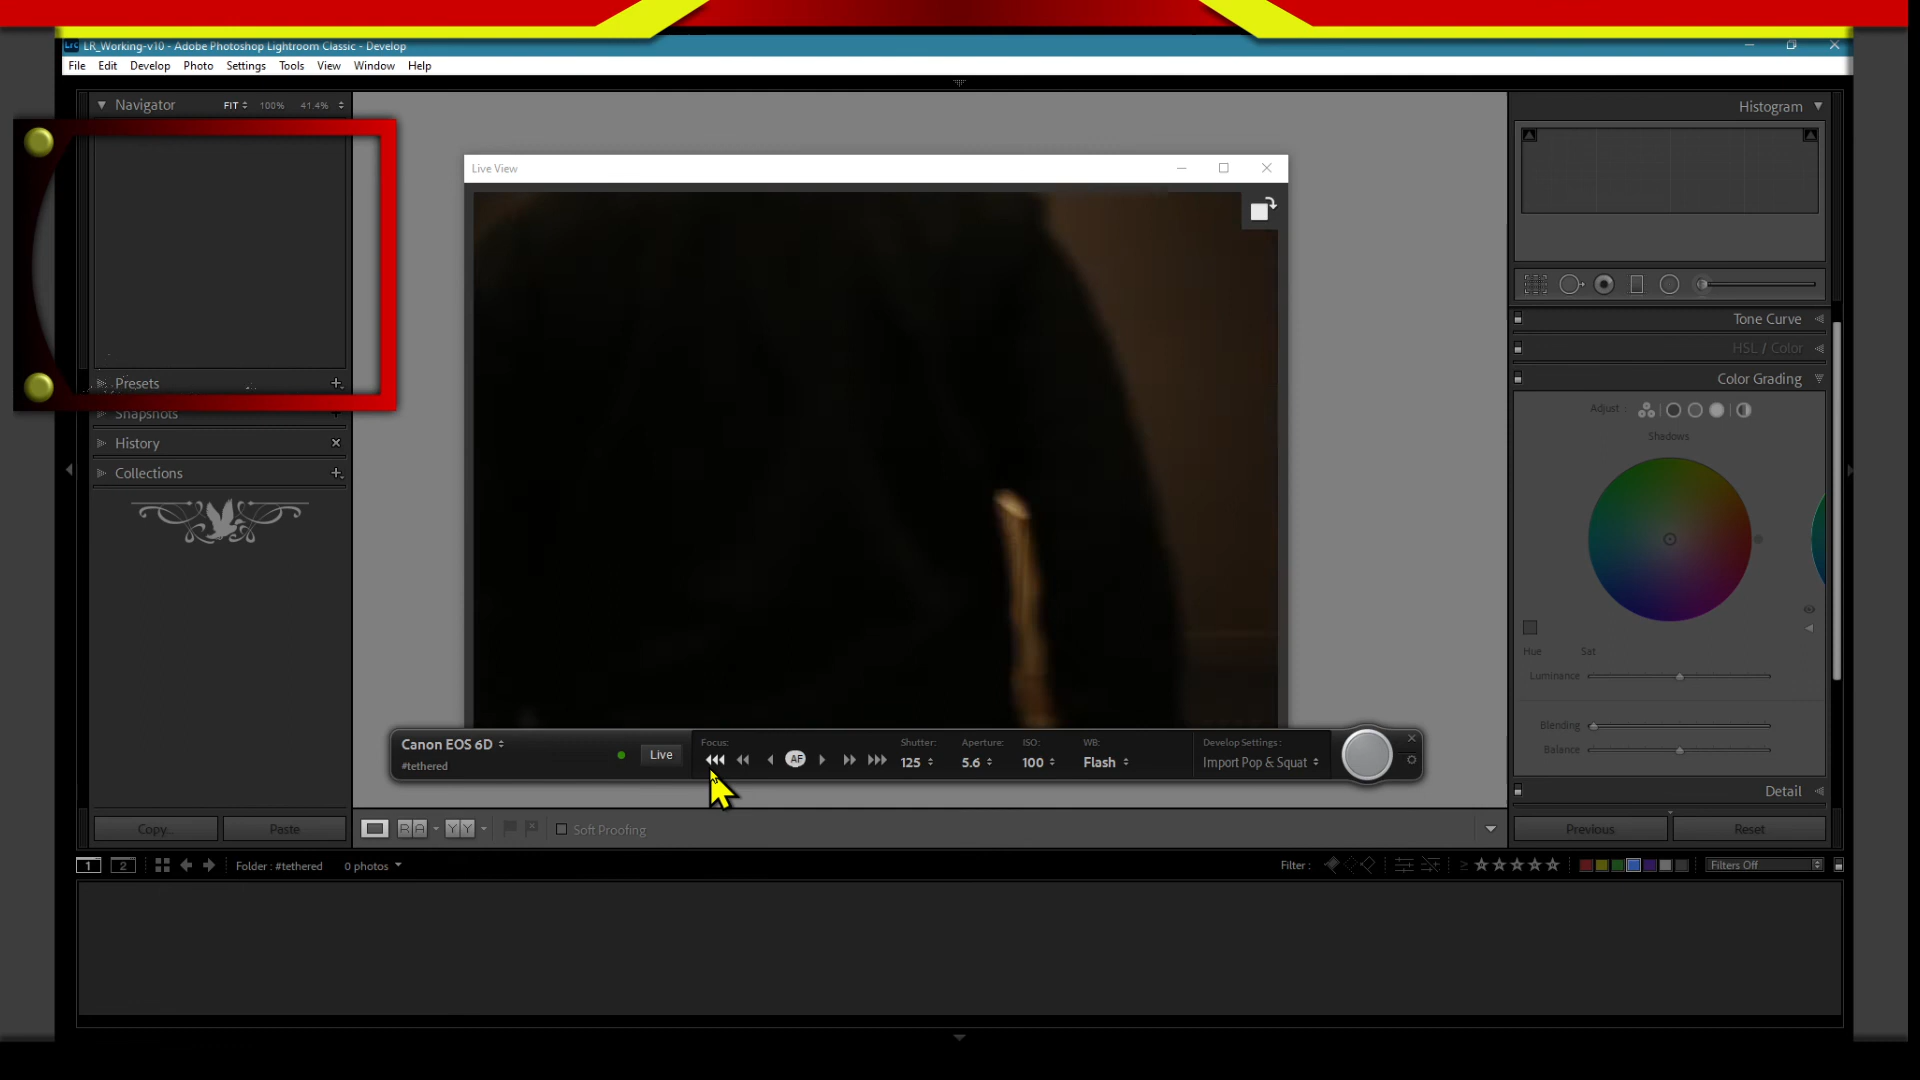 Lrc LR_Working-v10 - Adobe Photoshop Lightroom Classic - Develop
File Edit Develop Photo Settings Tools View Window Help
Navigator FIT 100% 41.4%
Histogram
Live View
Tone Curve
HSL / Color
Presets
Color Grading
Snapshots
Adjust :
Shadows
History
Collections
Hue Sat
Luminance
Blending
Balance
Canon EOS 6D
#tethered
Live
Focus:
AF
Shutter:
125
Aperture:
5.6
ISO:
100
WB:
Flash
Develop Settings :
Import Pop & Squat
Detail
Copy... Paste
R A Y Y Soft Proofing
Previous Reset
1 2 Folder : #tethered 0 photos
Filter : ≥ Filters Off